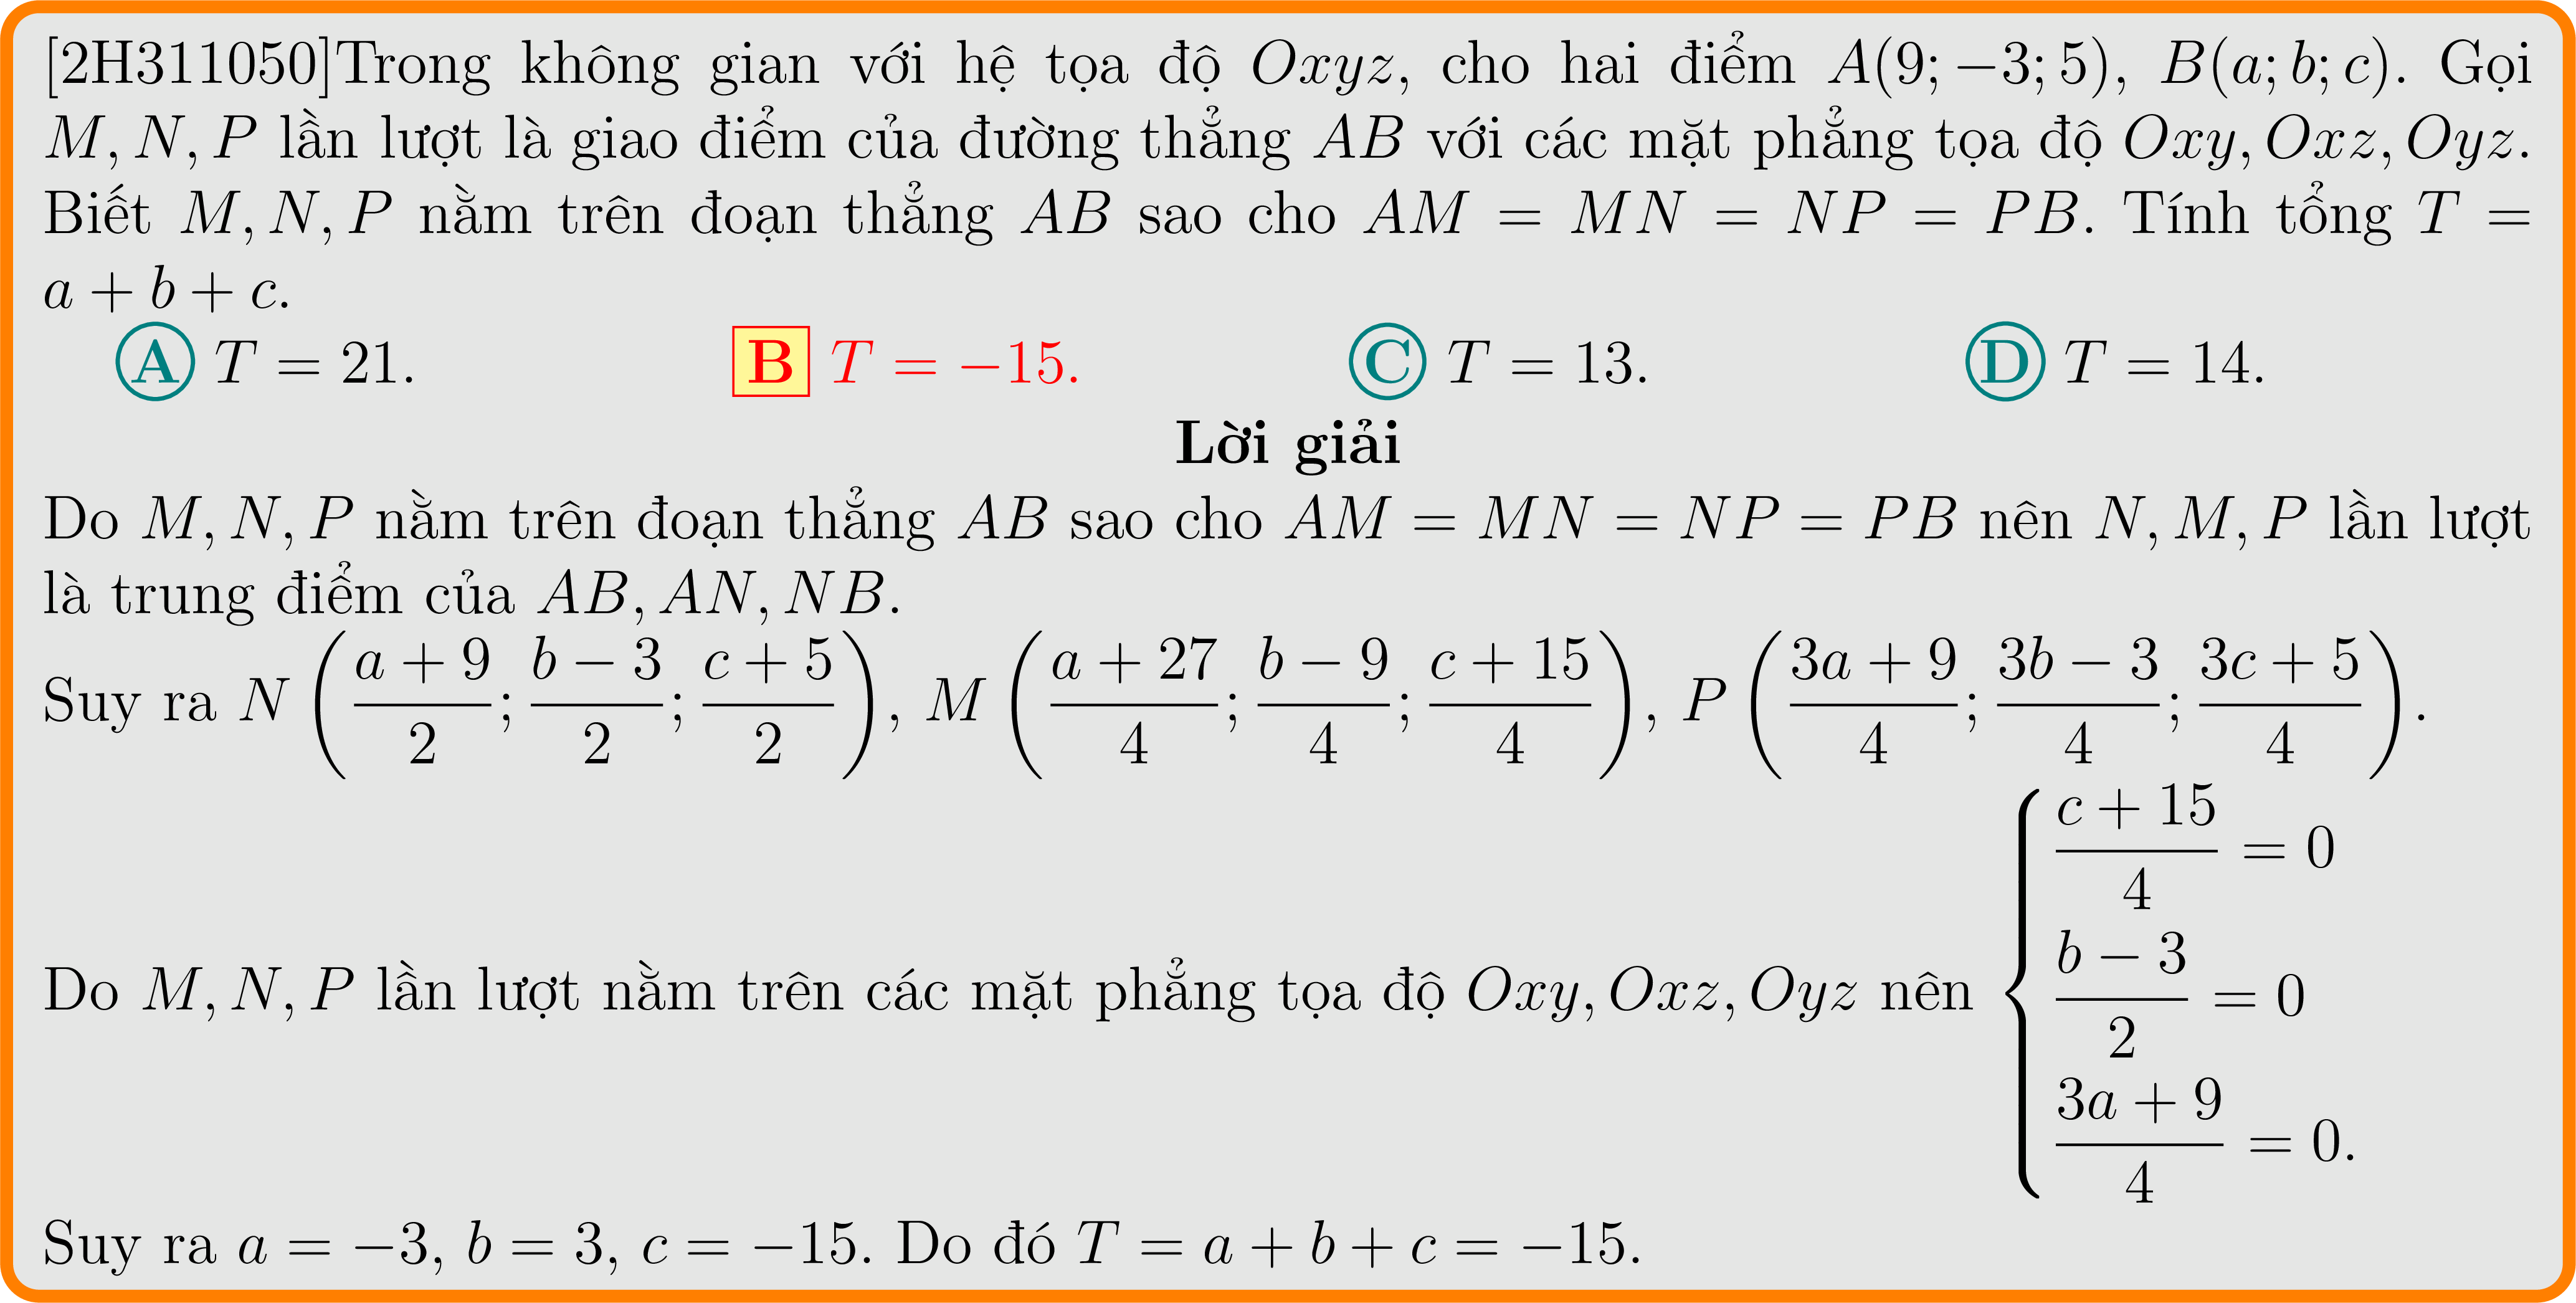 [2H311050]Trong không gian với hệ tọa độ Oxyz, cho hai điểm A(9; −3; 5), B(a; b; c). Gọi
M, N, P lần lượt là giao điểm của đường thẳng AB với các mặt phẳng tọa độ Oxy, Oxz, Oyz.
Biết M, N, P nằm trên đoạn thẳng AB sao cho AM = MN = NP = PB. Tính tổng T =
a + b + c.
A T = 21. B T = −15. C T = 13. D T = 14.
Lời giải
Do M, N, P nằm trên đoạn thẳng AB sao cho AM = MN = NP = PB nên N, M, P lần lượt
là trung điểm của AB, AN, NB.
Suy ra N \left( \frac{a+9}{2}; \frac{b-3}{2}; \frac{c+5}{2} \right), M \left( \frac{a+27}{4}; \frac{b-9}{4}; \frac{c+15}{4} \right), P \left( \frac{3a+9}{4}; \frac{3b-3}{4}; \frac{3c+5}{4} \right).
Do M, N, P lần lượt nằm trên các mặt phẳng tọa độ Oxy, Oxz, Oyz nên \begin{cases} \frac{c+15}{4} = 0 \\ \frac{b-3}{2} = 0 \\ \frac{3a+9}{4} = 0. \end{cases}
Suy ra a = −3, b = 3, c = −15. Do đó T = a + b + c = −15.